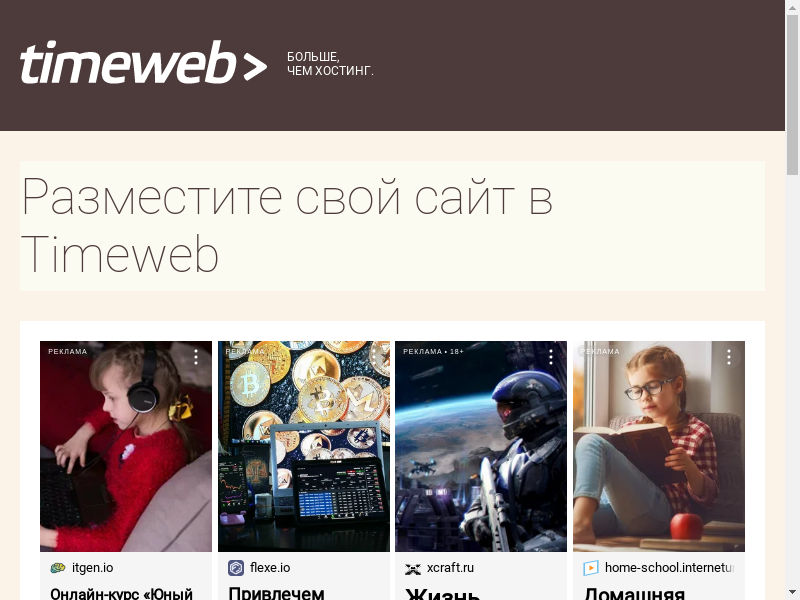 timeweb>
БОЛЬШЕ,
ЧЕМ ХОСТИНГ.
Разместите свой сайт в
Timeweb
РЕКЛАМА
РЕКЛАМА
РЕКЛАМА • 18+
РЕКЛАМА
itgen.io
flexe.io
xcraft.ru
home-school.internetu
Онлайн-курс «Юный
Привлечем
Жизнь
Домашняя